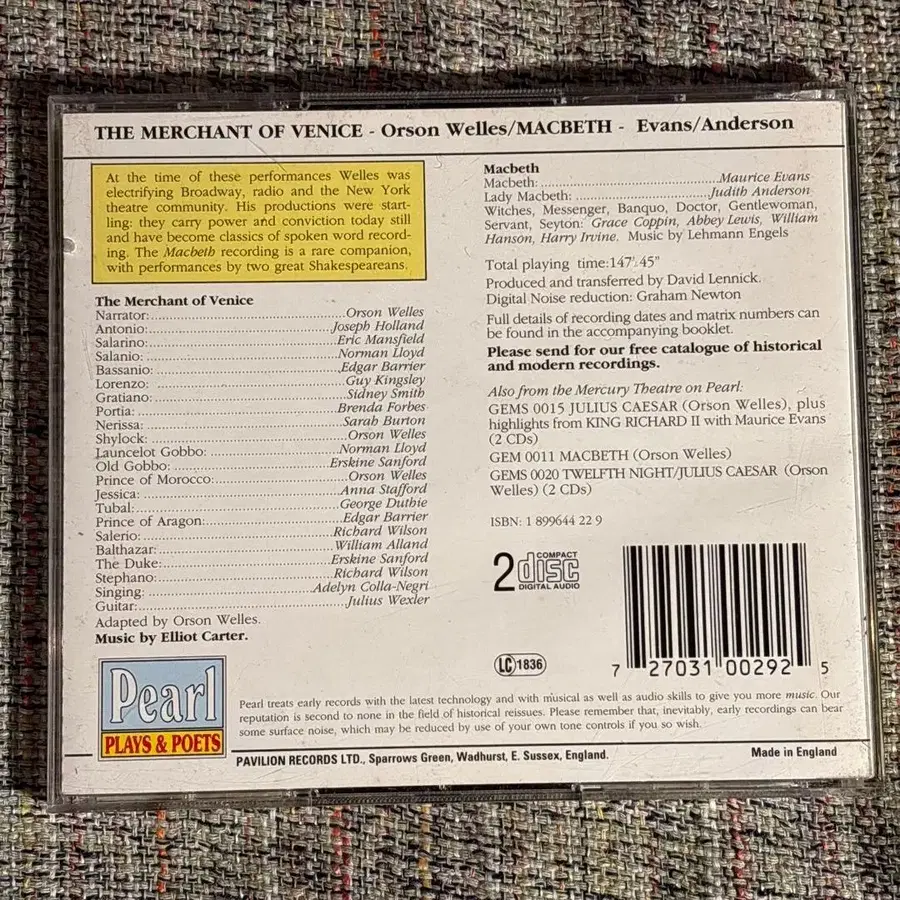 THE MERCHANT OF VENICE - Orson Welles/MACBETH - Evans/Anderson
At the time of these performances Welles was
electrifying Broadway, radio and the New York
theatre community. His productions were start-
ling: they carry power and conviction today still
and have become classics of spoken word record-
ing. The Macbeth recording is a rare companion,
with performances by two great Shakespeareans.
The Merchant of Venice
Narrator:....................Orson Welles
Antonio:....................Joseph Holland
Salarino:....................Eric Mansfield
Salanio:....................Norman Lloyd
Bassanio:....................Edgar Barrier
Lorenzo:....................Guy Kingsley
Gratiano:....................Sidney Smith
Portia:....................Brenda Forbes
Nerissa:....................Sarah Burton
Shylock:....................Orson Welles
Launcelot Gobbo:....................Norman Lloyd
Old Gobbo:....................Erskine Sanford
Prince of Morocco:....................Orson Welles
Jessica:....................Anna Stafford
Tubal:....................George Duthie
Prince of Aragon:....................Edgar Barrier
Salerio:....................Richard Wilson
Balthazar:....................William Alland
The Duke:....................Erskine Sanford
Stephano:....................Richard Wilson
Singing:....................Adelyn Colla-Negri
Guitar:....................Julius Wexler
Adapted by Orson Welles.
Music by Elliot Carter.
Macbeth
Macbeth:....................Maurice Evans
Lady Macbeth:....................Judith Anderson
Witches, Messenger, Banquo, Doctor, Gentlewoman,
Servant, Seyton: Grace Coppin, Abbey Lewis, William
Hanson, Harry Irvine. Music by Lehmann Engels
Total playing time:147'.45"
Produced and transferred by David Lennick.
Digital Noise reduction: Graham Newton
Full details of recording dates and matrix numbers can
be found in the accompanying booklet.
Please send for our free catalogue of historical
and modern recordings.
Also from the Mercury Theatre on Pearl:
GEMS 0015 JULIUS CAESAR (Orson Welles), plus
highlights from KING RICHARD II with Maurice Evans
(2 CDs)
GEM 0011 MACBETH (Orson Welles)
GEMS 0020 TWELFTH NIGHT/JULIUS CAESAR (Orson
Welles) (2 CDs)
ISBN: 1 899644 22 9
2 COMPACT
disc
DIGITAL AUDIO
LC 1836
7 27031 00292 5
Pearl
PLAYS & POETS
Pearl treats early records with the latest technology and with musical as well as audio skills to give you more music. Our
reputation is second to none in the field of historical reissues. Please remember that, inevitably, early recordings can bear
some surface noise, which may be reduced by use of your own tone controls if you so wish.
PAVILION RECORDS LTD., Sparrows Green, Wadhurst, E. Sussex, England.
Made in England